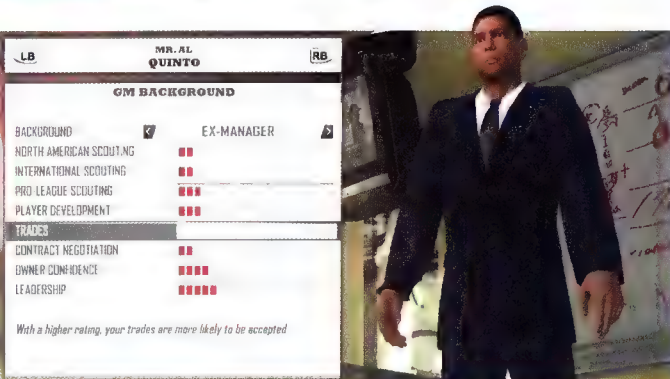 LB
MR. AL
QUINTO
RB
GM BACKGROUND
BACKGROUND
EX-MANAGER
NORTH AMERICAN SCOUTING
INTERNATIONAL SCOUTING
PRO-LEAGUE SCOUTING
PLAYER DEVELOPMENT
TRADES
CONTRACT NEGOTIATION
OWNER CONFIDENCE
LEADERSHIP
With a higher rating, your trades are more likely to be accepted